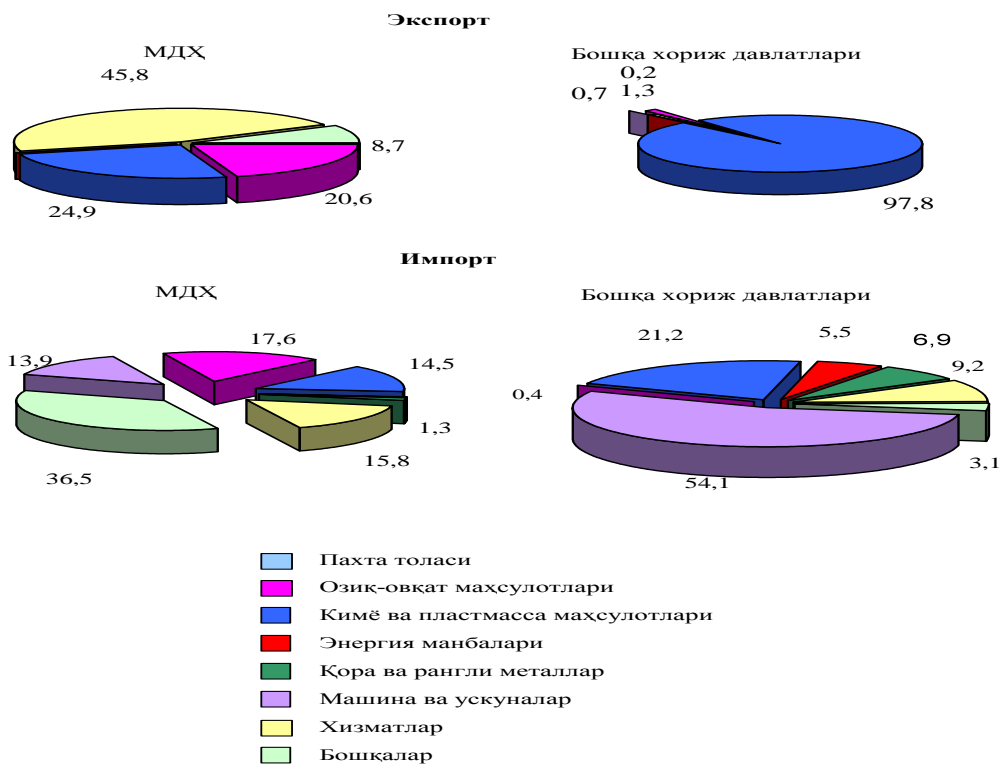 Экспорт
МДҲ
Бошқа хориж давлатлари
45,8
8,7
20,6
24,9
0,2
0,7 1,3
97,8
Импорт
МДҲ
Бошқа хориж давлатлари
17,6
13,9
14,5
1,3
15,8
36,5
21,2
5,5
6,9
9,2
0,4
3,1
54,1
Пахта толаси
Озиқ-овқат маҳсулотлари
Кимё ва пластмасса маҳсулотлари
Энергия манбалари
Қора ва рангли металлар
Машина ва ускуналар
Хизматлар
Бошқалар